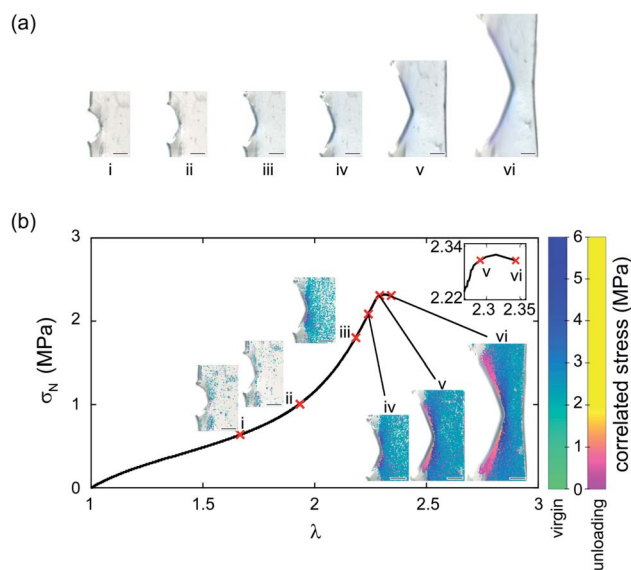 (a)
i
ii
iii
iv
v
vi
(b)
3
2
1
0
σN (MPa)
1
1.5
2
2.5
3
λ
i
ii
iii
iv
v
vi
2.34
2.22
2.3
2.35
v
vi
6
5
4
3
2
1
0
correlated stress (MPa)
virgin
unloading